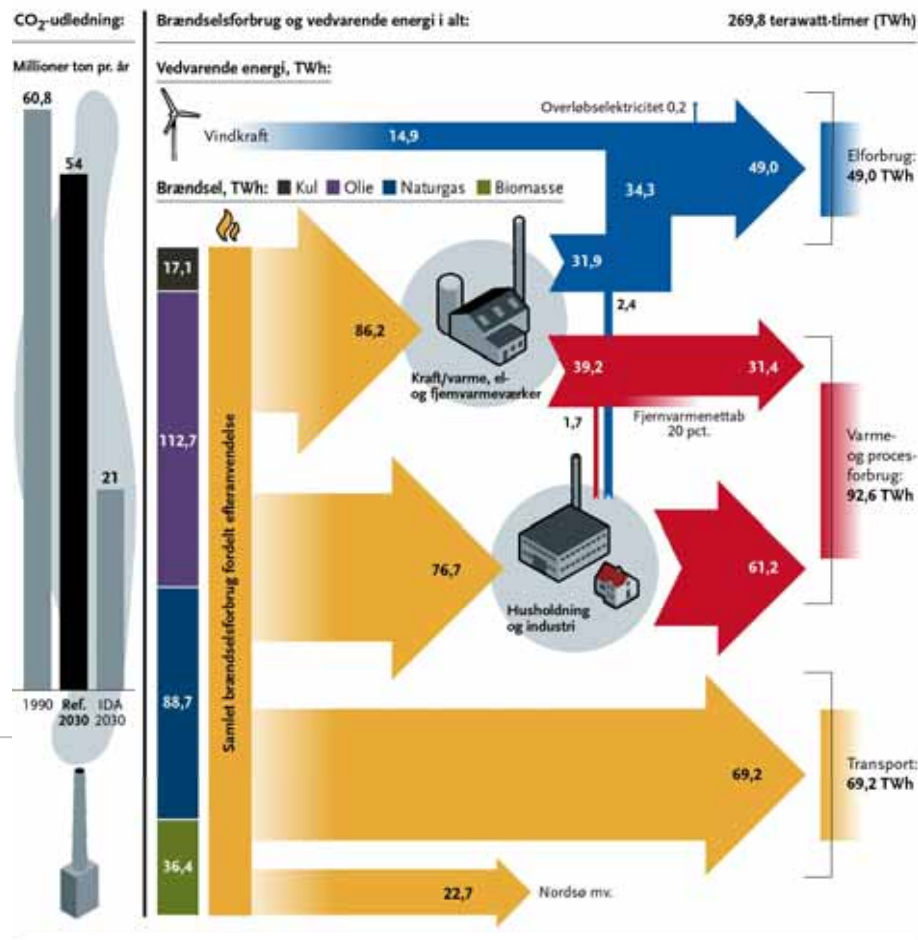 CO2-udledning:
Millioner ton pr. år
60,8
54
21
1990
Ref.
2030
IDA
2030
Brændselsforbrug og vedvarende energi i alt:
269,8 terawatt-timer (TWh)
Vedvarende energi, TWh:
Vindkraft
14,9
Overløbselektricitet 0,2
49,0
34,3
Elforbrug:
49,0 TWh
Brændsel, TWh:
Kul
Olie
Naturgas
Biomasse
17,1
112,7
88,7
36,4
Samlet brændselsforbrug fordelt efteranvendelse
86,2
Kraft/varme, el-
og fjernvarmeværker
31,9
2,4
39,2
31,4
1,7
Fjernvarmenettab
20 pct.
Varme-
og proces-
forbrug:
92,6 TWh
76,7
Husholdning
og industri
61,2
69,2
Transport:
69,2 TWh
22,7
Nordsø mv.